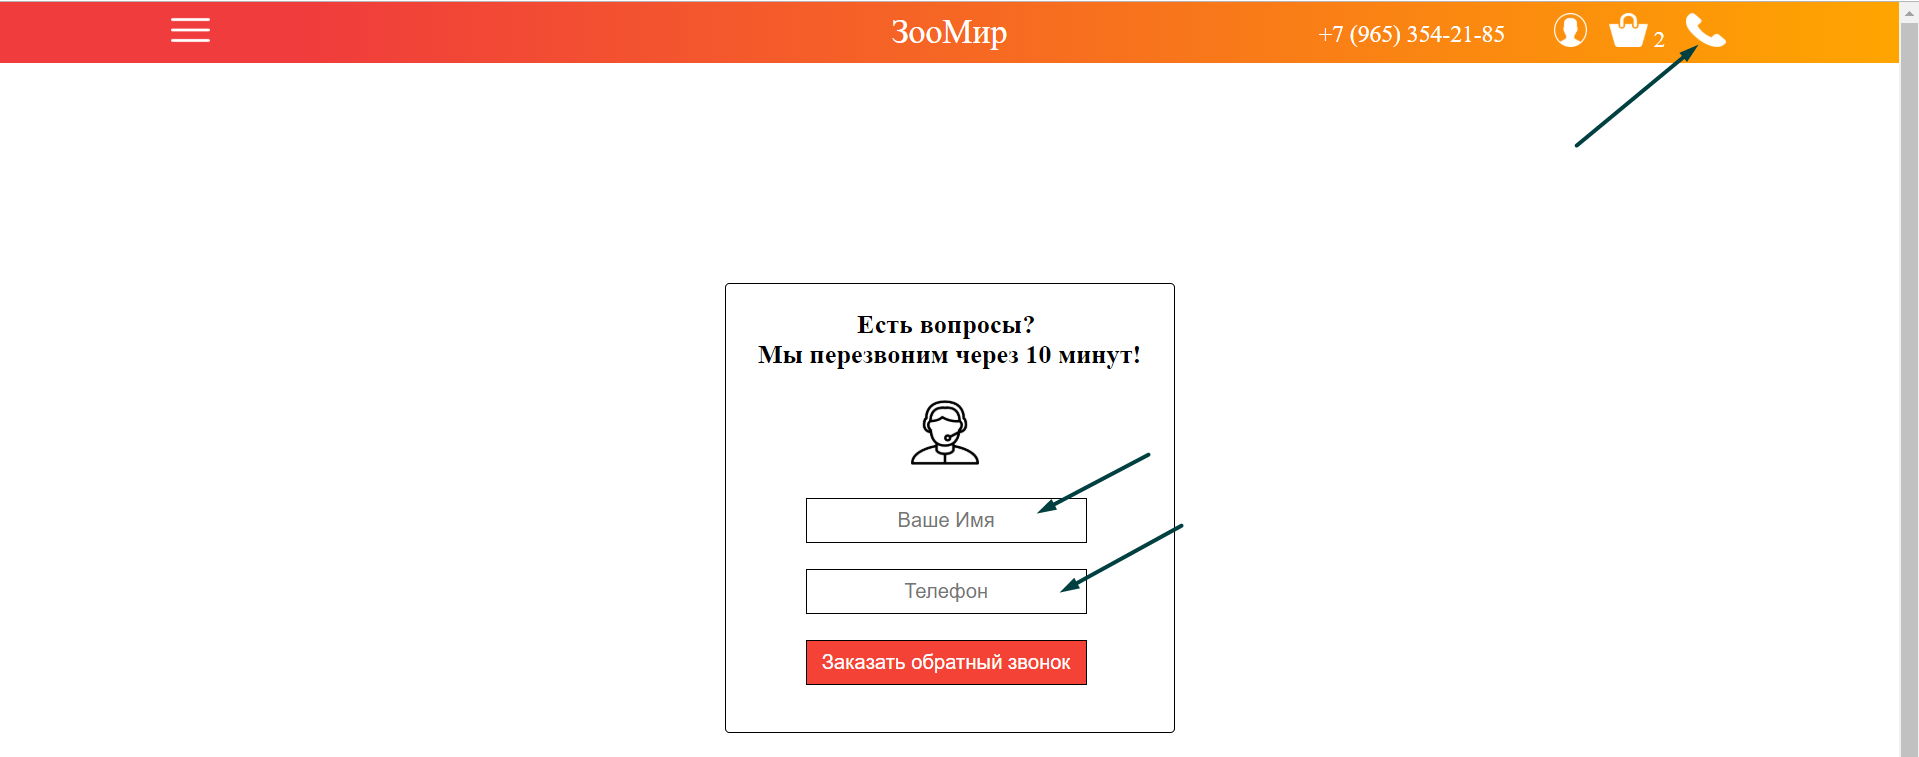 ЗооМир
+7 (965) 354-21-85
2
Есть вопросы?
Мы перезвоним через 10 минут!
Ваше Имя
Телефон
Заказать обратный звонок